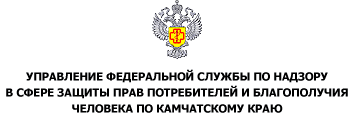 УПРАВЛЕНИЕ ФЕДЕРАЛЬНОЙ СЛУЖБЫ ПО НАДЗОРУ
В СФЕРЕ ЗАЩИТЫ ПРАВ ПОТРЕБИТЕЛЕЙ И БЛАГОПОЛУЧИЯ
ЧЕЛОВЕКА ПО КАМЧАТСКОМУ КРАЮ